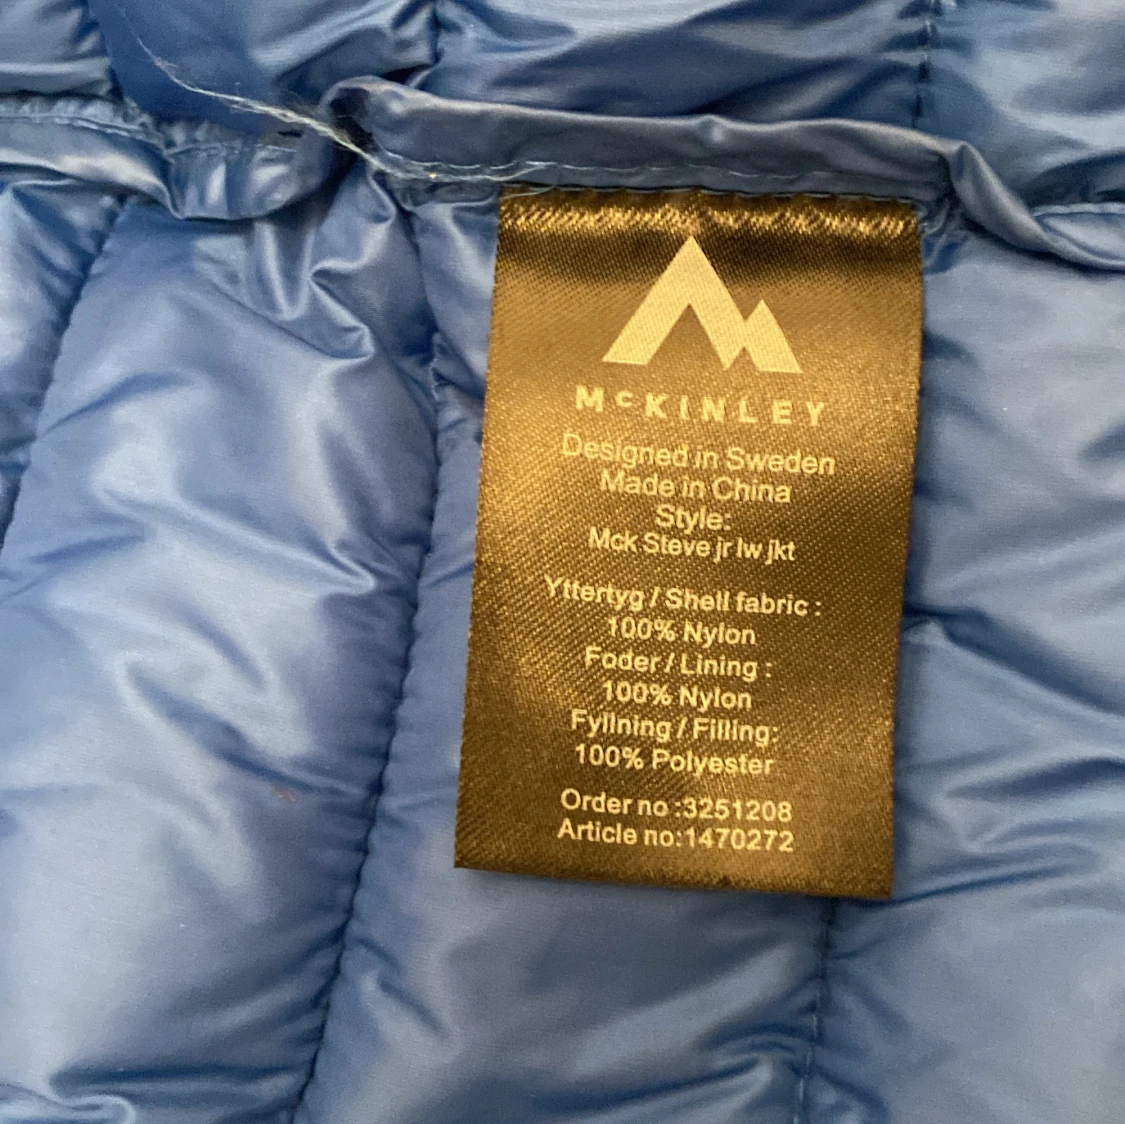 McKINLEY
Designed in Sweden
Made in China
Style:
Mck Steve jr lw jkt
Yttertyg / Shell fabric :
100% Nylon
Foder / Lining :
100% Nylon
Fyllning / Filling:
100% Polyester
Order no :3251208
Article no:1470272